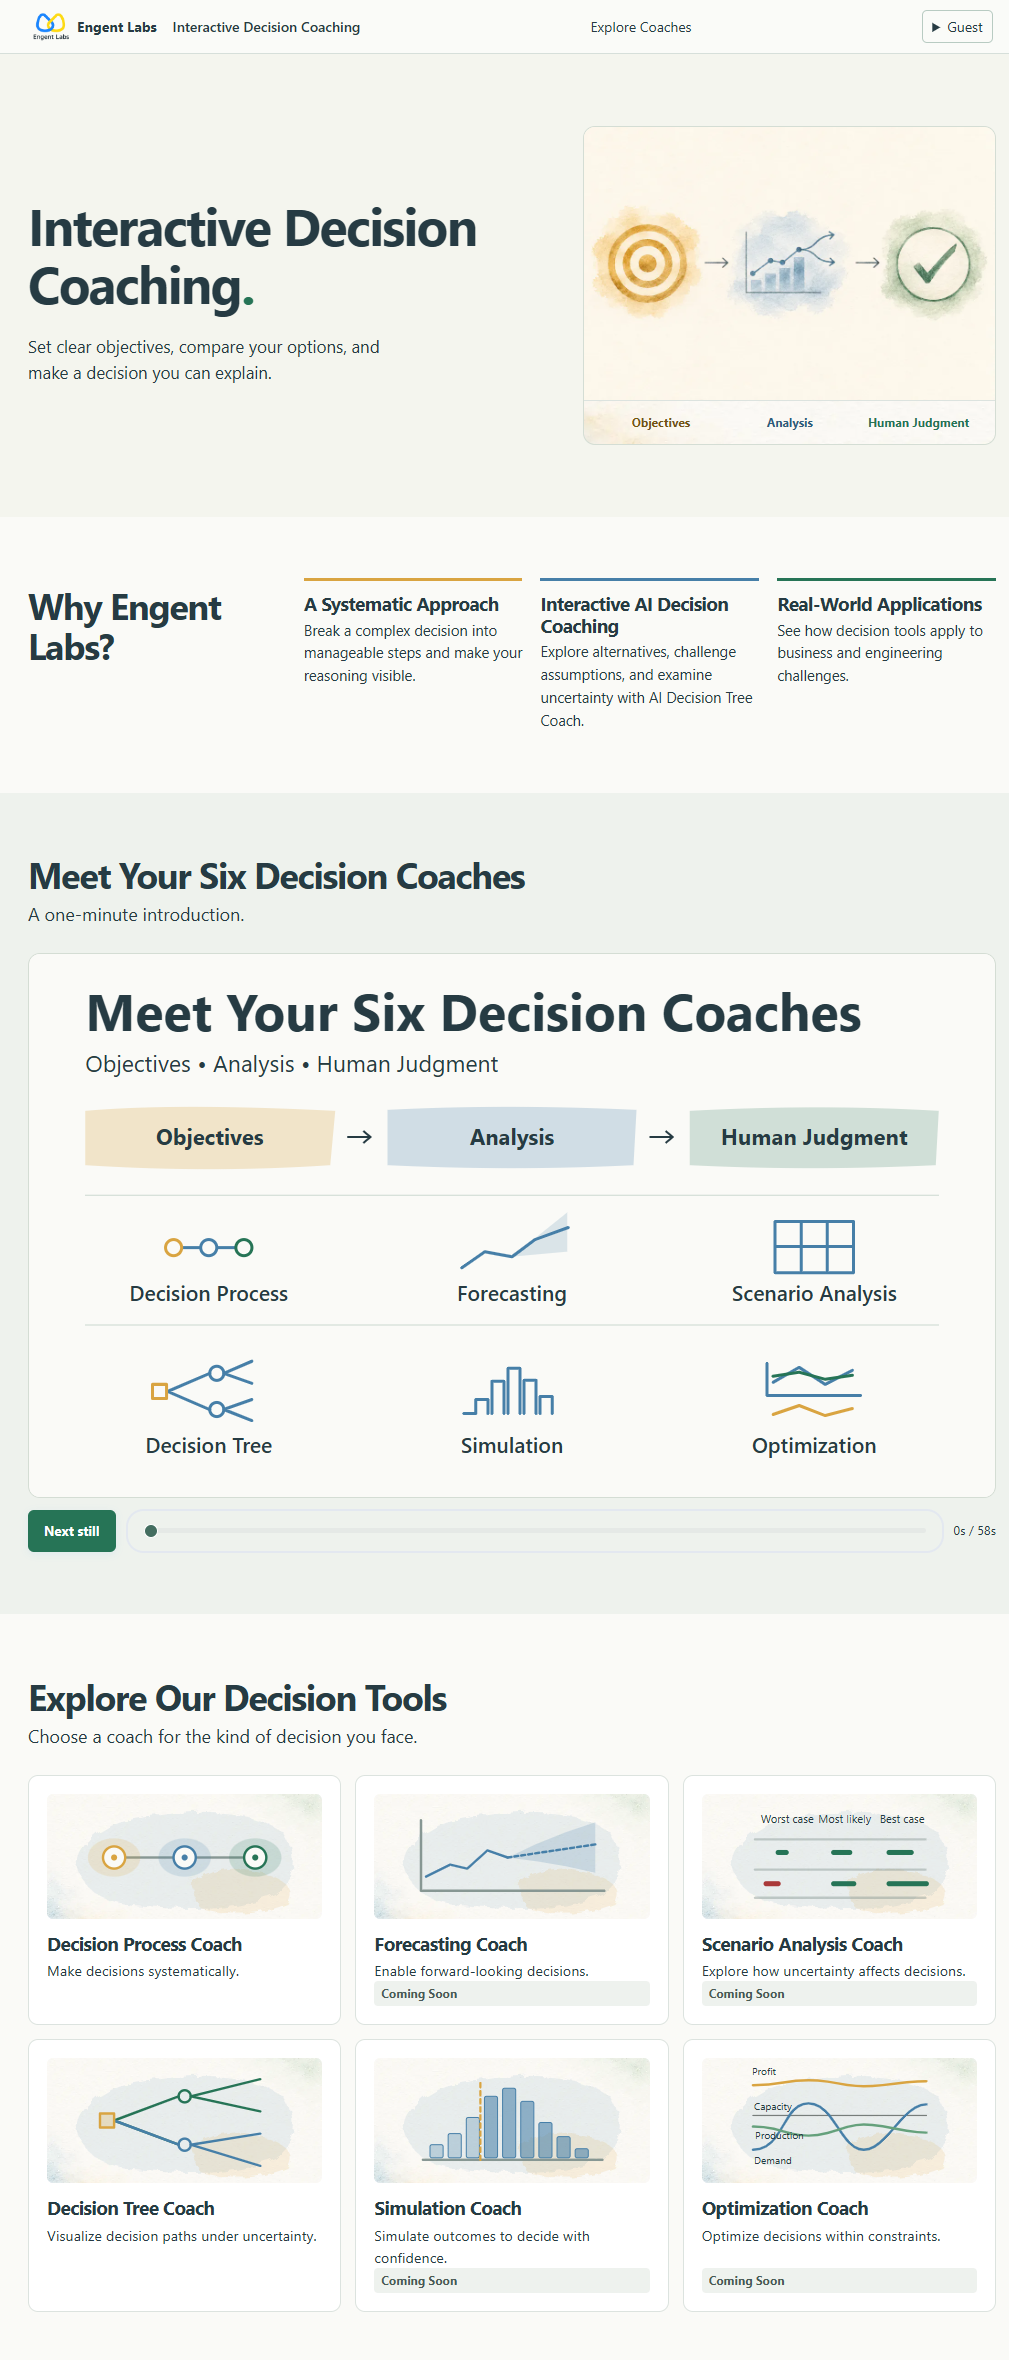 Engent Labs
Engent Labs
Interactive Decision Coaching
Explore Coaches
▶ Guest
Interactive Decision
Coaching.
Set clear objectives, compare your options, and
make a decision you can explain.
Objectives
Analysis
Human Judgment
Why Engent
Labs?
A Systematic Approach
Break a complex decision into
manageable steps and make your
reasoning visible.
Interactive AI Decision
Coaching
Explore alternatives, challenge
assumptions, and examine
uncertainty with AI Decision Tree
Coach.
Real-World Applications
See how decision tools apply to
business and engineering
challenges.
Meet Your Six Decision Coaches
A one-minute introduction.
Meet Your Six Decision Coaches
Objectives • Analysis • Human Judgment
Objectives → Analysis → Human Judgment
Decision Process
Forecasting
Scenario Analysis
Decision Tree
Simulation
Optimization
Next still
0s / 58s
Explore Our Decision Tools
Choose a coach for the kind of decision you face.
Decision Process Coach
Make decisions systematically.
Forecasting Coach
Enable forward-looking decisions.
Coming Soon
Worst case Most likely Best case
Scenario Analysis Coach
Explore how uncertainty affects decisions.
Coming Soon
Decision Tree Coach
Visualize decision paths under uncertainty.
Simulation Coach
Simulate outcomes to decide with
confidence.
Coming Soon
Profit
Capacity
Production
Demand
Optimization Coach
Optimize decisions within constraints.
Coming Soon